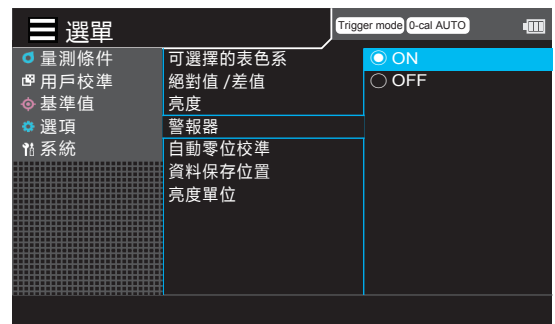 選單
Trigger mode 0-cal AUTO
量測條件
用戶校準
基準值
選項
系統
可選擇的表色系
絕對值 /差值
亮度
警報器
自動零位校準
資料保存位置
亮度單位
ON
OFF